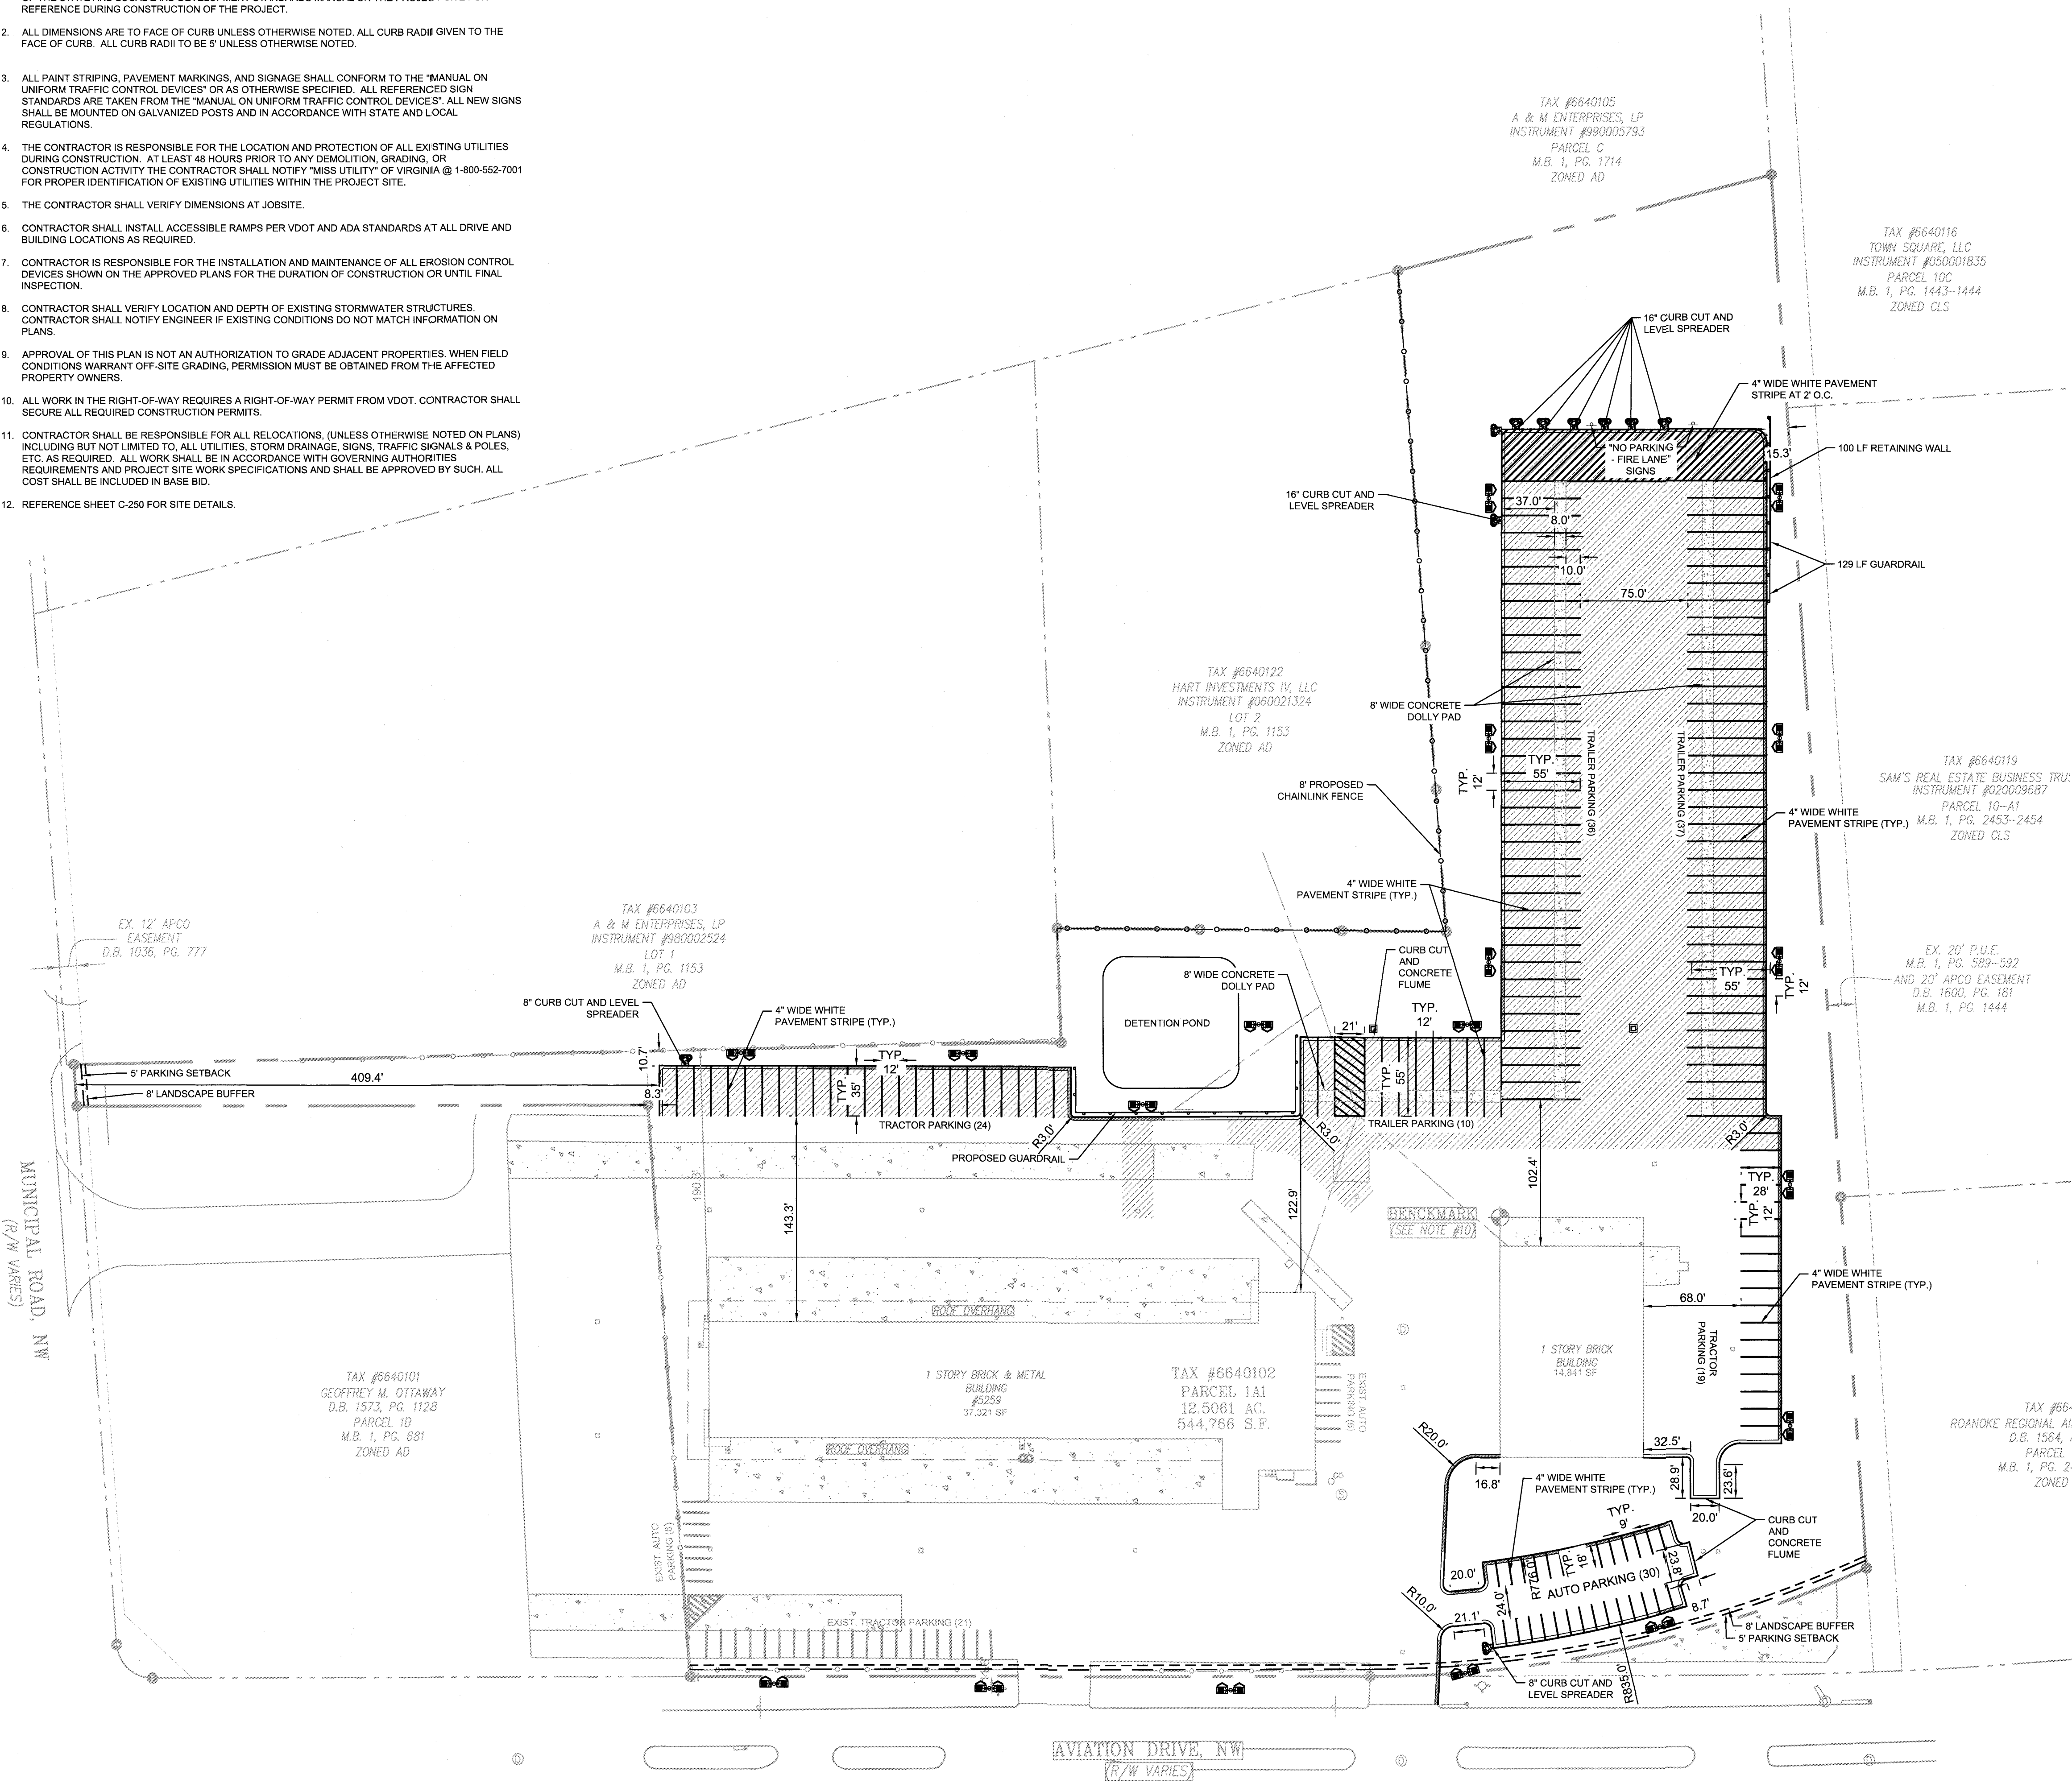 REFERENCE DURING CONSTRUCTION OF THE PROJECT.
2. ALL DIMENSIONS ARE TO FACE OF CURB UNLESS OTHERWISE NOTED. ALL CURB RADII GIVEN TO THE
FACE OF CURB. ALL CURB RADII TO BE 5' UNLESS OTHERWISE NOTED.
3. ALL PAINT STRIPING, PAVEMENT MARKINGS, AND SIGNAGE SHALL CONFORM TO THE "MANUAL ON
UNIFORM TRAFFIC CONTROL DEVICES" OR AS OTHERWISE SPECIFIED. ALL REFERENCED SIGN
STANDARDS ARE TAKEN FROM THE "MANUAL ON UNIFORM TRAFFIC CONTROL DEVICES". ALL NEW SIGNS
SHALL BE MOUNTED ON GALVANIZED POSTS AND IN ACCORDANCE WITH STATE AND LOCAL
REGULATIONS.
4. THE CONTRACTOR IS RESPONSIBLE FOR THE LOCATION AND PROTECTION OF ALL EXISTING UTILITIES
DURING CONSTRUCTION. AT LEAST 48 HOURS PRIOR TO ANY DEMOLITION, GRADING, OR
CONSTRUCTION ACTIVITY THE CONTRACTOR SHALL NOTIFY "MISS UTILITY" OF VIRGINIA @ 1-800-552-7001
FOR PROPER IDENTIFICATION OF EXISTING UTILITIES WITHIN THE PROJECT SITE.
5. THE CONTRACTOR SHALL VERIFY DIMENSIONS AT JOBSITE.
6. CONTRACTOR SHALL INSTALL ACCESSIBLE RAMPS PER VDOT AND ADA STANDARDS AT ALL DRIVE AND
BUILDING LOCATIONS AS REQUIRED.
7. CONTRACTOR IS RESPONSIBLE FOR THE INSTALLATION AND MAINTENANCE OF ALL EROSION CONTROL
DEVICES SHOWN ON THE APPROVED PLANS FOR THE DURATION OF CONSTRUCTION OR UNTIL FINAL
INSPECTION.
8. CONTRACTOR SHALL VERIFY LOCATION AND DEPTH OF EXISTING STORMWATER STRUCTURES.
CONTRACTOR SHALL NOTIFY ENGINEER IF EXISTING CONDITIONS DO NOT MATCH INFORMATION ON
PLANS.
9. APPROVAL OF THIS PLAN IS NOT AN AUTHORIZATION TO GRADE ADJACENT PROPERTIES. WHEN FIELD
CONDITIONS WARRANT OFF-SITE GRADING, PERMISSION MUST BE OBTAINED FROM THE AFFECTED
PROPERTY OWNERS.
10. ALL WORK IN THE RIGHT-OF-WAY REQUIRES A RIGHT-OF-WAY PERMIT FROM VDOT. CONTRACTOR SHALL
SECURE ALL REQUIRED CONSTRUCTION PERMITS.
11. CONTRACTOR SHALL BE RESPONSIBLE FOR ALL RELOCATIONS, (UNLESS OTHERWISE NOTED ON PLANS)
INCLUDING BUT NOT LIMITED TO, ALL UTILITIES, STORM DRAINAGE, SIGNS, TRAFFIC SIGNALS & POLES,
ETC. AS REQUIRED. ALL WORK SHALL BE IN ACCORDANCE WITH GOVERNING AUTHORITIES
REQUIREMENTS AND PROJECT SITE WORK SPECIFICATIONS AND SHALL BE APPROVED BY SUCH. ALL
COST SHALL BE INCLUDED IN BASE BID.
12. REFERENCE SHEET C-250 FOR SITE DETAILS.
TAX #6640105
A & M ENTERPRISES, LP
INSTRUMENT #990005793
PARCEL C
M.B. 1, PG. 1714
ZONED AD
TAX #6640116
TOWN SQUARE, LLC
INSTRUMENT #050001835
PARCEL 10C
M.B. 1, PG. 1443-1444
ZONED CLS
16" CURB CUT AND
LEVEL SPREADER
4" WIDE WHITE PAVEMENT
STRIPE AT 2' O.C.
"NO PARKING
- FIRE LANE"
SIGNS
15.3'
100 LF RETAINING WALL
16" CURB CUT AND
LEVEL SPREADER
37.0'
8.0'
10.0'
75.0'
129 LF GUARDRAIL
TAX #6640122
HART INVESTMENTS IV, LLC
INSTRUMENT #060021324
LOT 2
M.B. 1, PG. 1153
ZONED AD
8' WIDE CONCRETE
DOLLY PAD
TRAILER PARKING (36)
TRAILER PARKING (37)
TYP.
12'
TYP.
55'
8' PROPOSED
CHAINLINK FENCE
TAX #6640119
SAM'S REAL ESTATE BUSINESS TRU
INSTRUMENT #020009687
PARCEL 10-A1
M.B. 1, PG. 2453-2454
ZONED CLS
4" WIDE WHITE
PAVEMENT STRIPE (TYP.)
4" WIDE WHITE
PAVEMENT STRIPE (TYP.)
EX. 12' APCO
EASEMENT
D.B. 1036, PG. 777
TAX #6640103
A & M ENTERPRISES, LP
INSTRUMENT #980002524
LOT 1
M.B. 1, PG. 1153
ZONED AD
CURB CUT
AND
CONCRETE
FLUME
8' WIDE CONCRETE
DOLLY PAD
TYP.
55'
TYP.
12'
EX. 20' P.U.E.
M.B. 1, PG. 589-592
AND 20' APCO EASEMENT
D.B. 1600, PG. 181
M.B. 1, PG. 1444
8" CURB CUT AND LEVEL
SPREADER
4" WIDE WHITE
PAVEMENT STRIPE (TYP.)
DETENTION POND
21'
TYP.
12'
10.7'
TYP.
12'
TYP.
35'
TYP.
55'
5' PARKING SETBACK
409.4'
8' LANDSCAPE BUFFER
8.3'
TRACTOR PARKING (24)
R3.0'
R3.0'
TRAILER PARKING (10)
R3.0'
PROPOSED GUARDRAIL
190.3'
143.3'
122.9'
102.4'
TYP.
28'
TYP.
12'
BENCKMARK
(SEE NOTE #10)
MUNICIPAL ROAD, NW
(R/W VARIES)
ROOF OVERHANG
4" WIDE WHITE
PAVEMENT STRIPE (TYP.)
68.0'
TRACTOR
PARKING (19)
1 STORY BRICK
BUILDING
14,841 SF
TAX #6640101
GEOFFREY M. OTTAWAY
D.B. 1573, PG. 1128
PARCEL 1B
M.B. 1, PG. 681
ZONED AD
1 STORY BRICK & METAL
BUILDING
#5259
37,321 SF
TAX #6640102
PARCEL 1A1
12.5061 AC.
544,766 S.F.
EXIST. AUTO
PARKING (6)
TAX #664
ROANOKE REGIONAL AI
D.B. 1564,
PARCEL
M.B. 1, PG. 2
ZONED
ROOF OVERHANG
R20.0'
16.8'
32.5'
28.9'
23.6'
20.0'
4" WIDE WHITE
PAVEMENT STRIPE (TYP.)
TYP.
9'
CURB CUT
AND
CONCRETE
FLUME
EXIST. AUTO
PARKING (8)
20.0'
R776.0'
TYP.
18'
23.8'
AUTO PARKING (30)
24.0'
R10.0'
21.1'
8.7'
EXIST. TRACTOR PARKING (21)
8' LANDSCAPE BUFFER
5' PARKING SETBACK
8" CURB CUT AND
LEVEL SPREADER
R835.0'
AVIATION DRIVE, NW
(R/W VARIES)